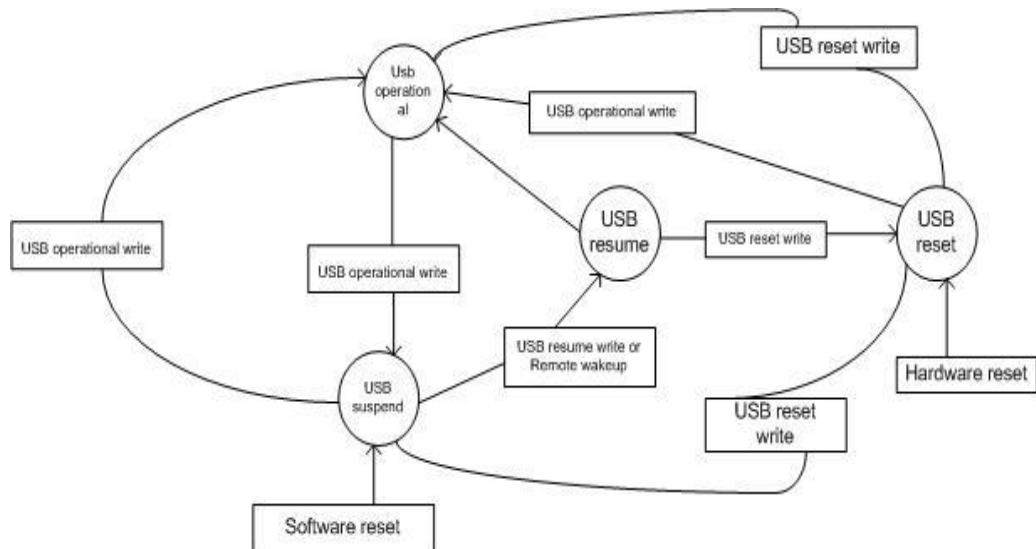 USB reset write
Usb
operation
al
USB operational write
USB
resume
USB
reset
USB reset write
USB operational write
USB operational write
USB resume write or
Remote wakeup
Hardware reset
USB
suspend
USB reset
write
Software reset